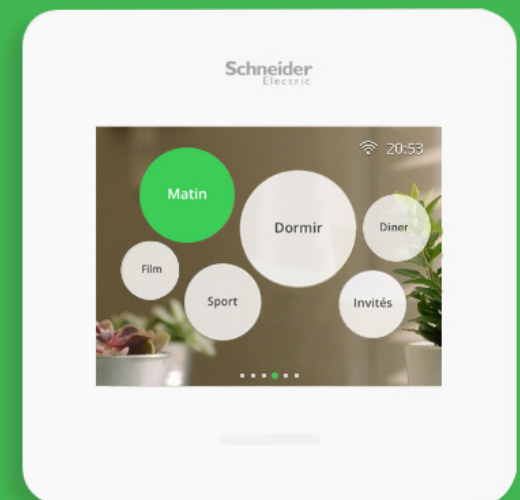 Schneider
Electric
20:53
Matin
Dormir
Diner
Film
Sport
Invités